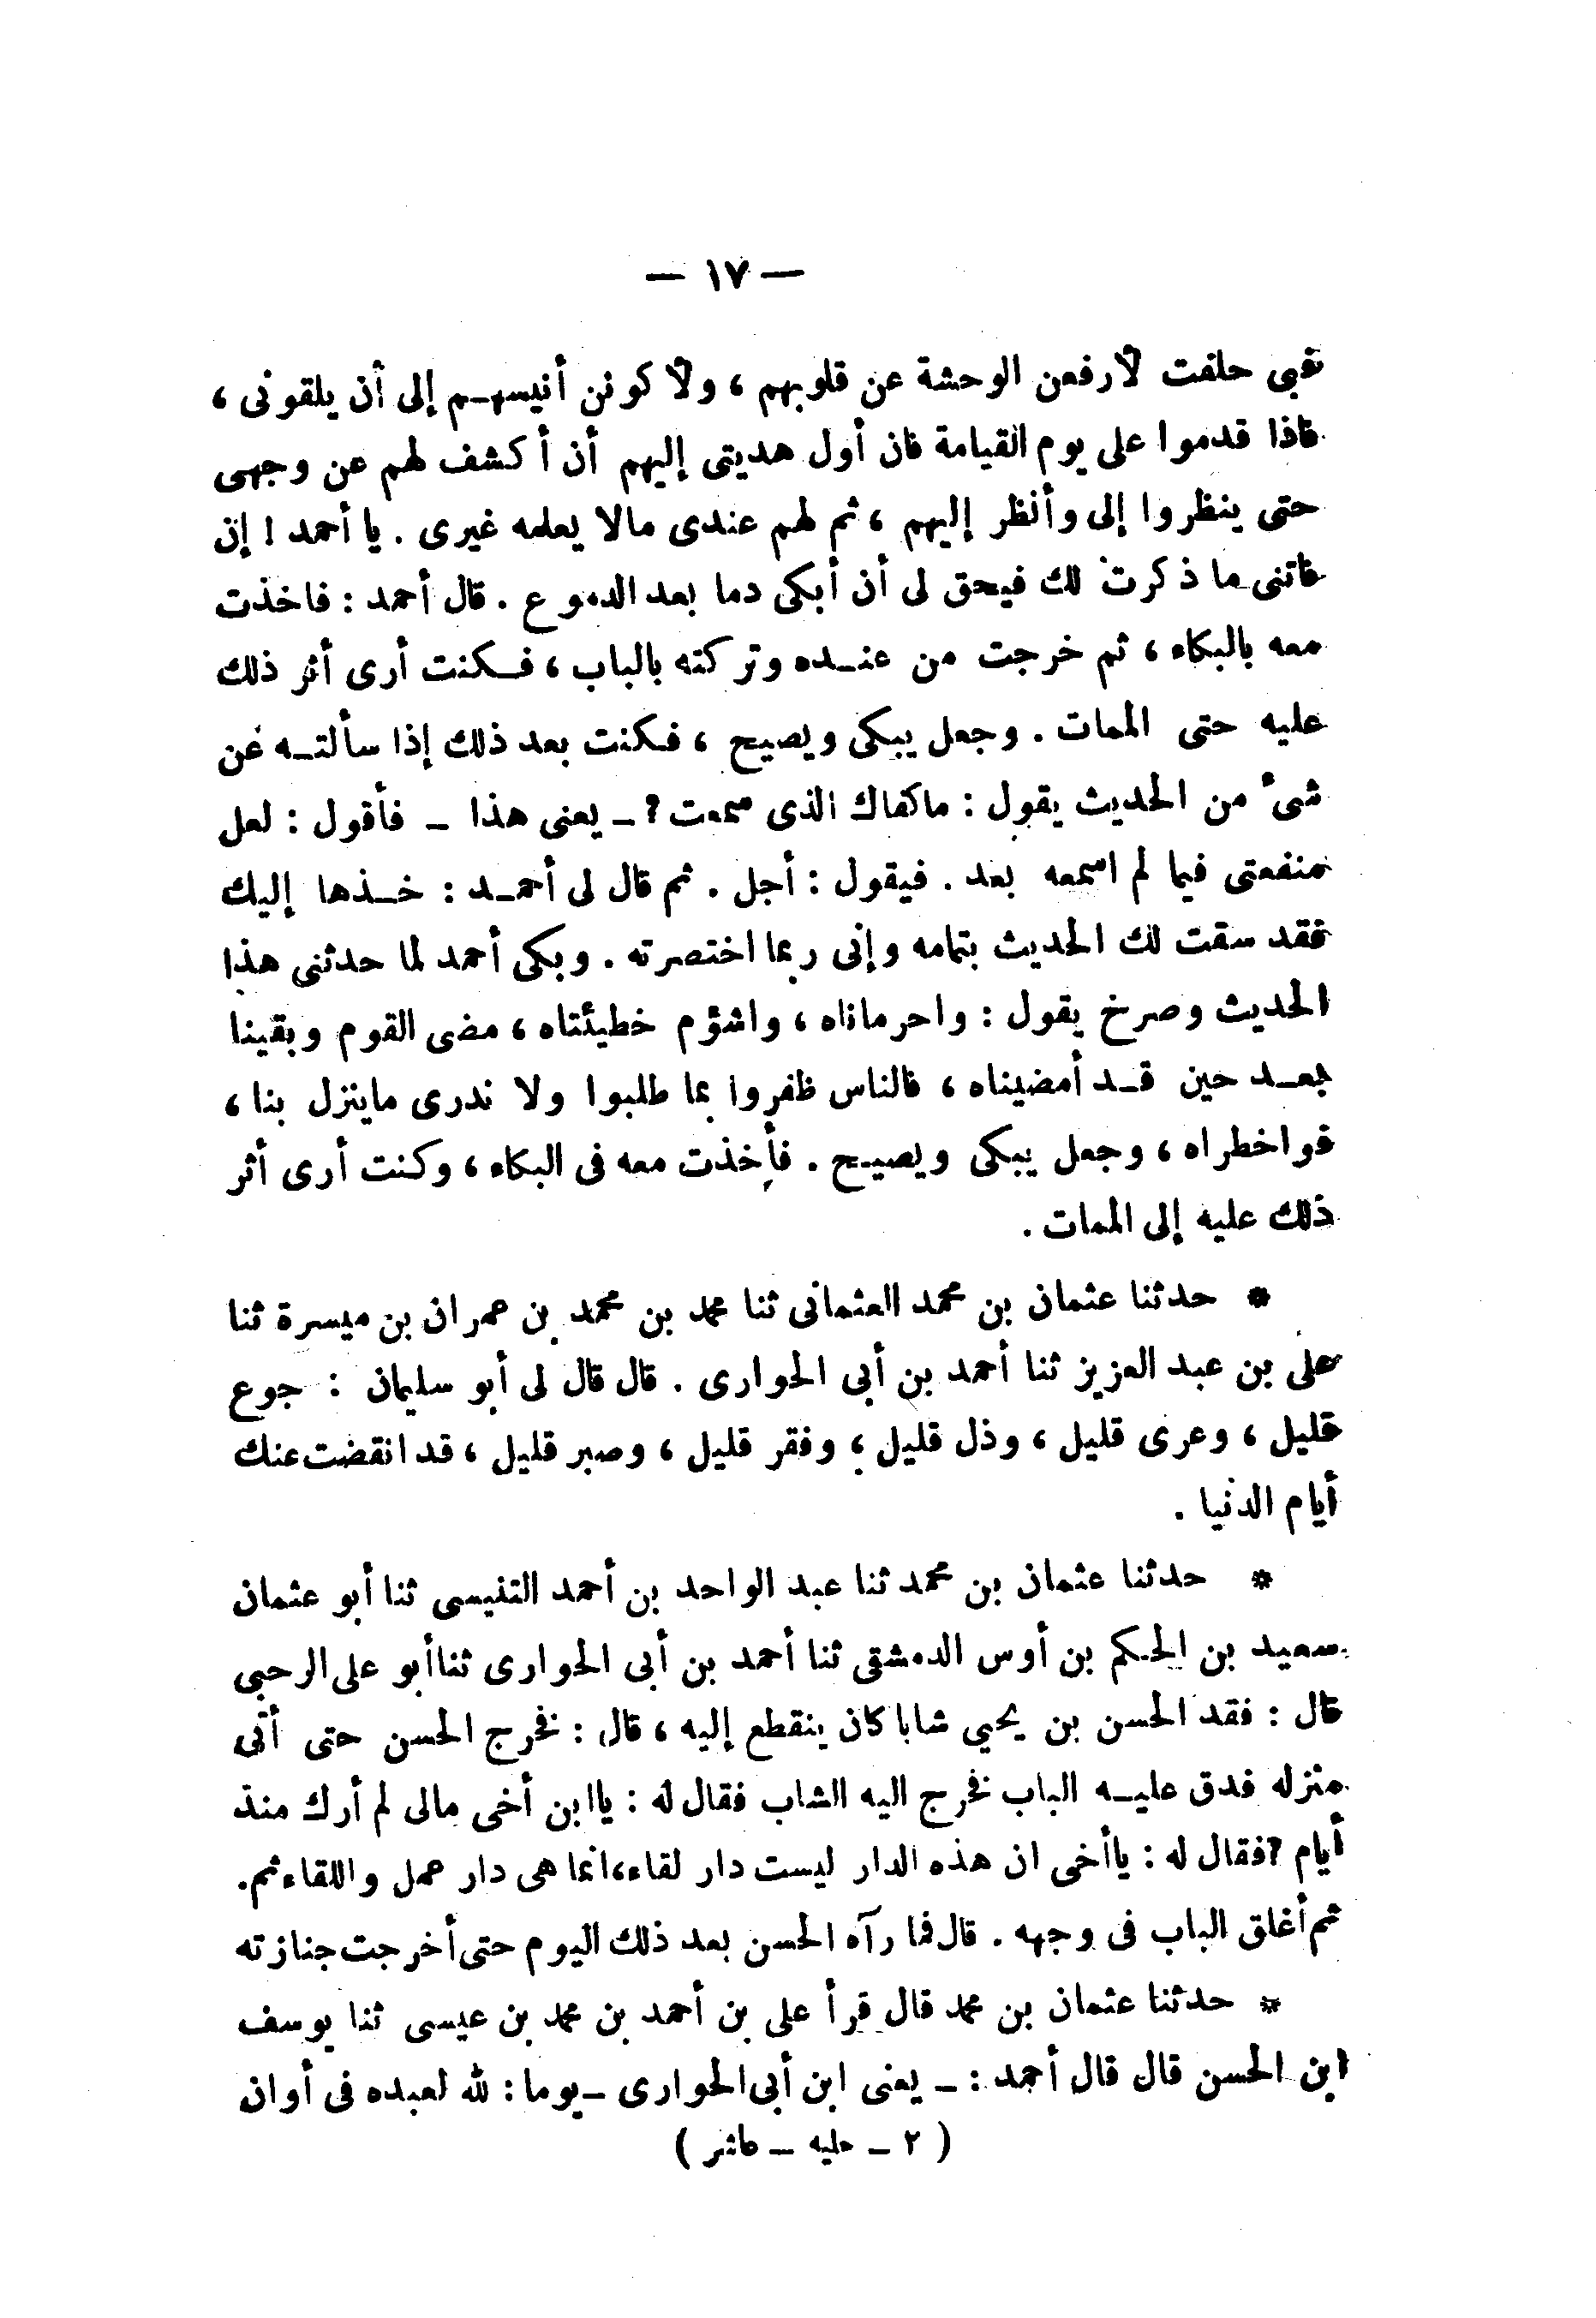 — ١٧ —
فبى حلفت لأرفعن الوحشة عن قلوبهم ، ولأ كونن أنيسهم إلى أن يلقونى ،
فاذا قدموا على يوم القيامة فان أول هديتى إليهم أن أ كشف لهم عن وجهى
حتى ينظروا إلى وأنظر إليهم ، ثم لهم عندى مالا يعلمه غيرى . يا أحمد ! إن
فاتنى ما ذ كرت لك فيحق لى أن أبكى دما بعد الدموع . قال أحمد : فاخذت
معه بالبكاء ، ثم خرجت من عنده وتركته بالباب ، فكنت أرى أثر ذلك
عليه حتى الممات . وجعل يبكى ويصيح ، فكنت بعد ذلك إذا سألته عن
شىء من الحديث يقول : ما كفاك الذى سمعت ? ـ يعنى هذا ـ فأقول : لعل
منفعتى فيما لم اسمعه بعد . فيقول : أجل . ثم قال لى أحمد : خذها إليك
فقد سقت لك الحديث بتمامه وإنى ربما اختصرته . وبكى أحمد لما حدثنى هذا
الحديث وصرخ يقول : واحرماناه ، واشؤم خطيئتاه ، مضى القوم وبقينا
بعد حين قد أمضيناه ، فالناس ظفروا بما طلبوا ولا ندرى ماينزل بنا ،
فواخطراه ، وجعل يبكى ويصيح . فأخذت معه فى البكاء ، وكنت أرى أثر
ذلك عليه إلى الممات .
* حدثنا عثمان بن محمد العثمانى ثنا محمد بن محمد بن عمران بن ميسرة ثنا
على بن عبد العزيز ثنا أحمد بن أبى الحوارى . قال قال لى أبو سليمان : جوع
قليل ، وعرى قليل ، وذل قليل ، وفقر قليل ، وصبر قليل ، قد انقضت عنك
أيام الدنيا .
* حدثنا عثمان بن محمد ثنا عبد الواحد بن أحمد التنيسى ثنا أبو عثمان
سعيد بن الحكم بن أوس الدمشقى ثنا أحمد بن أبى الحوارى ثنا أبو على الرحبى
قال : فقد الحسن بن يحيى شابا كان ينقطع إليه ، قال : فخرج الحسن حتى أتى
منزله فدق عليه الباب فخرج اليه الشاب فقال له : يا ابن أخى مالى لم أرك منذ
أيام ? فقال له : يا أخى ان هذه الدار ليست دار لقاء ، انما هى دار عمل واللقاء ثم .
ثم أغلق الباب فى وجهه . قال فما رآه الحسن بعد ذلك اليوم حتى أخرجت جنازته
* حدثنا عثمان بن محمد قال قرأ على بن أحمد بن محمد بن عيسى ثنا يوسف
ابن الحسن قال قال أحمد : ـ يعنى ابن أبى الحوارى ـ يوما : لله لعبده فى أوان
( ٢ ـ حليه ـ عاشر )